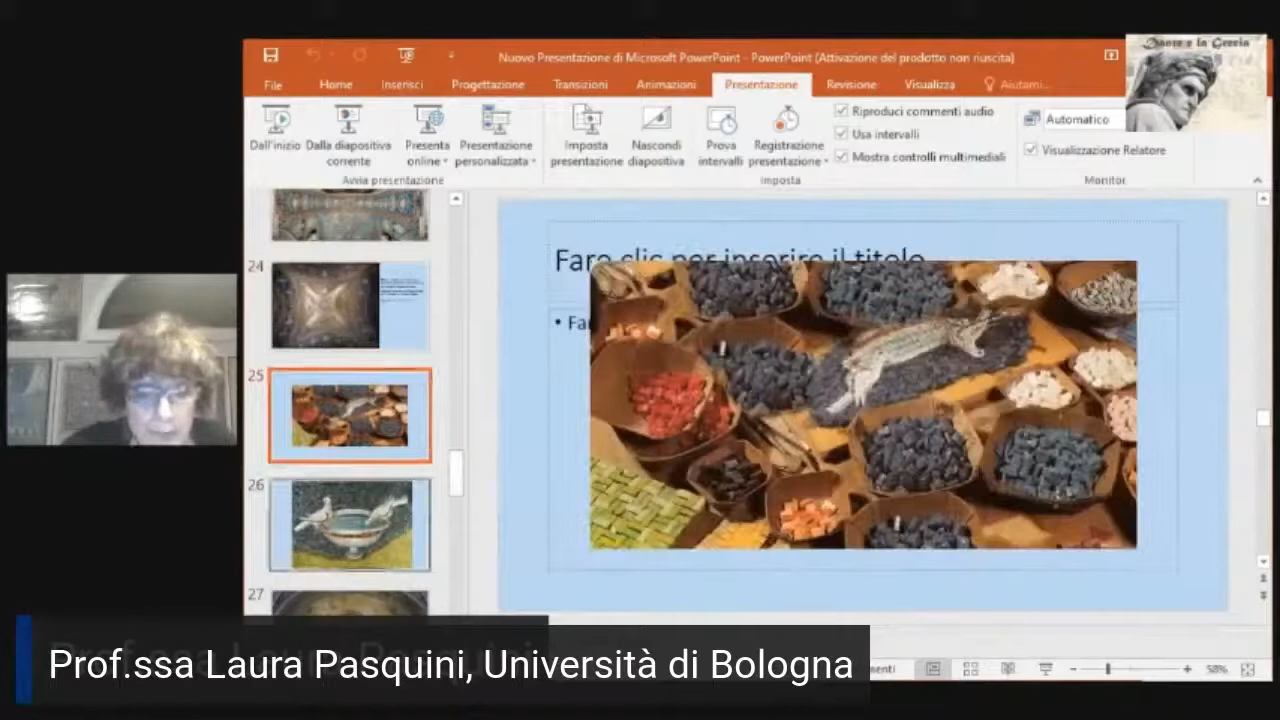 Nuovo Presentazione di Microsoft PowerPoint - PowerPoint (Attivazione del prodotto non riuscita)
Dante e la Grecia
File Home Inserisci Progettazione Transizioni Animazioni Presentazione Revisione Visualizza Aiutami...
Dall'inizio
Dalla diapositiva corrente
Presenta online
Presentazione personalizzata
Imposta presentazione
Nascondi diapositiva
Prova intervalli
Registrazione presentazione
Riproduci commenti audio
Usa intervalli
Mostra controlli multimediali
Automatico
Visualizzazione Relatore
Avvia presentazione
Imposta
Monitor
24
25
26
27
Fare clic per inserire il titolo
• Fa
Prof.ssa Laura Pasquini, Università di Bologna
50%